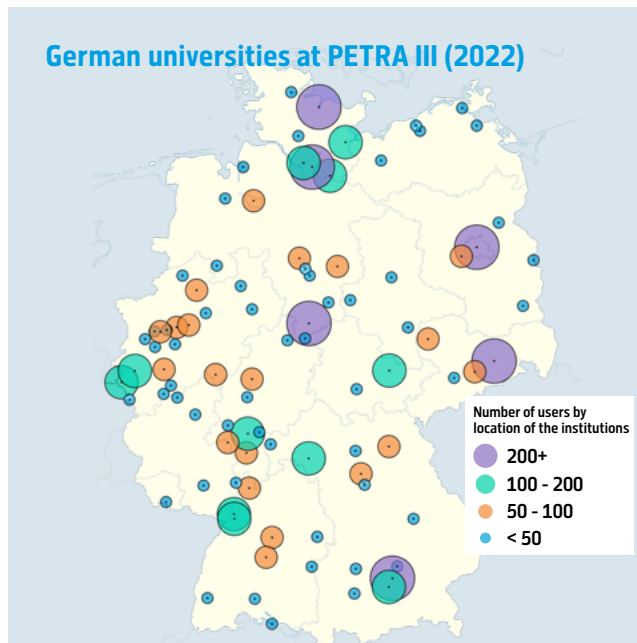 German universities at PETRA III (2022)
Number of users by
location of the institutions
200+
100 - 200
50 - 100
< 50